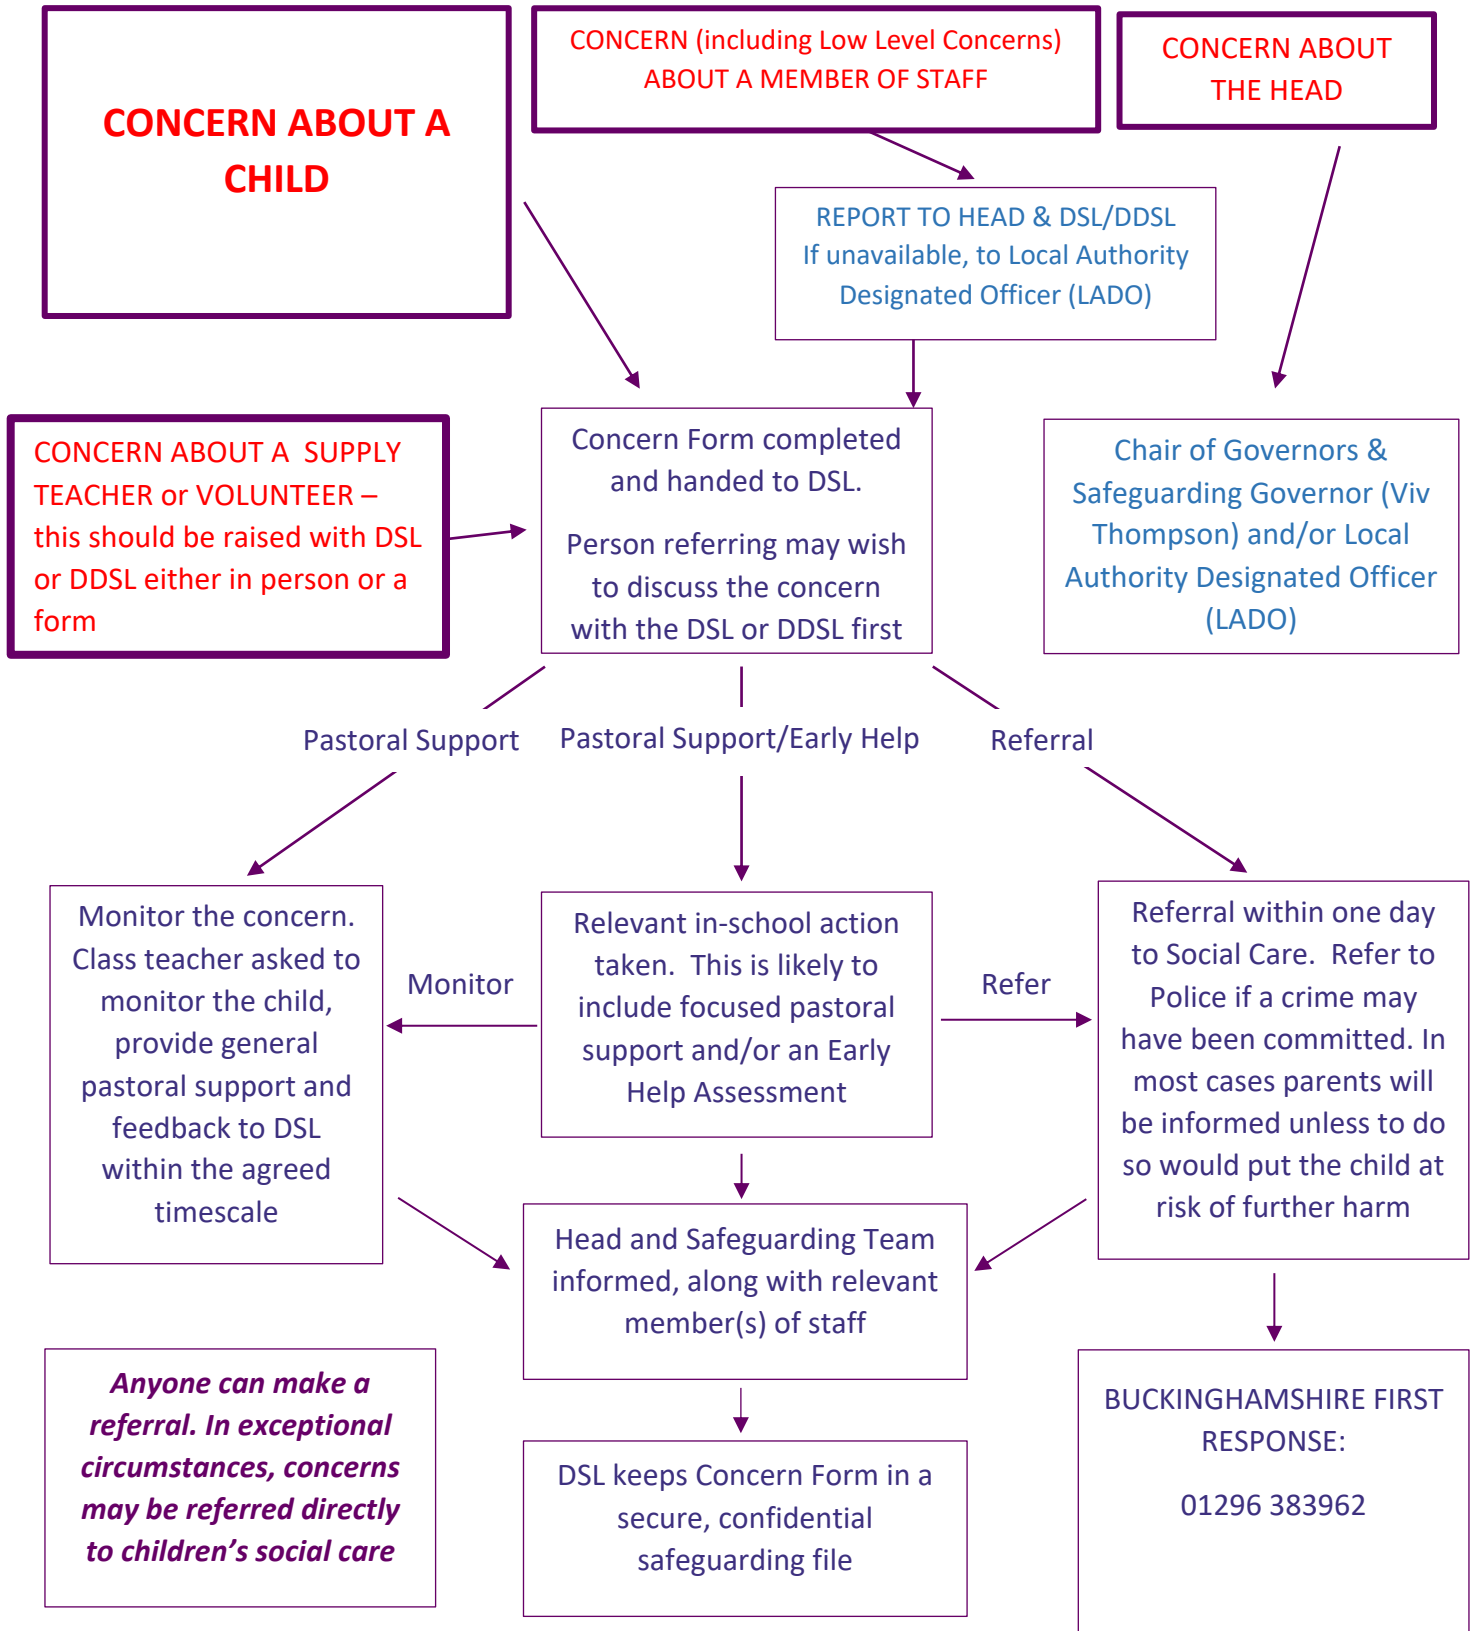 CONCERN ABOUT A
CHILD
CONCERN (including Low Level Concerns)
ABOUT A MEMBER OF STAFF
CONCERN ABOUT
THE HEAD
REPORT TO HEAD & DSL/DDSL
If unavailable, to Local Authority
Designated Officer (LADO)
CONCERN ABOUT A  SUPPLY
TEACHER or VOLUNTEER –
this should be raised with DSL
or DDSL either in person or a
form
Concern Form completed
and handed to DSL.
Person referring may wish
to discuss the concern
with the DSL or DDSL first
Chair of Governors &
Safeguarding Governor (Viv
Thompson) and/or Local
Authority Designated Officer
(LADO)
Pastoral Support
Pastoral Support/Early Help
Referral
Monitor the concern.
Class teacher asked to
monitor the child,
provide general
pastoral support and
feedback to DSL
within the agreed
timescale
Monitor
Relevant in-school action
taken.  This is likely to
include focused pastoral
support and/or an Early
Help Assessment
Refer
Referral within one day
to Social Care.  Refer to
Police if a crime may
have been committed. In
most cases parents will
be informed unless to do
so would put the child at
risk of further harm
Head and Safeguarding Team
informed, along with relevant
member(s) of staff
Anyone can make a
referral. In exceptional
circumstances, concerns
may be referred directly
to children’s social care
DSL keeps Concern Form in a
secure, confidential
safeguarding file
BUCKINGHAMSHIRE FIRST
RESPONSE:
01296 383962